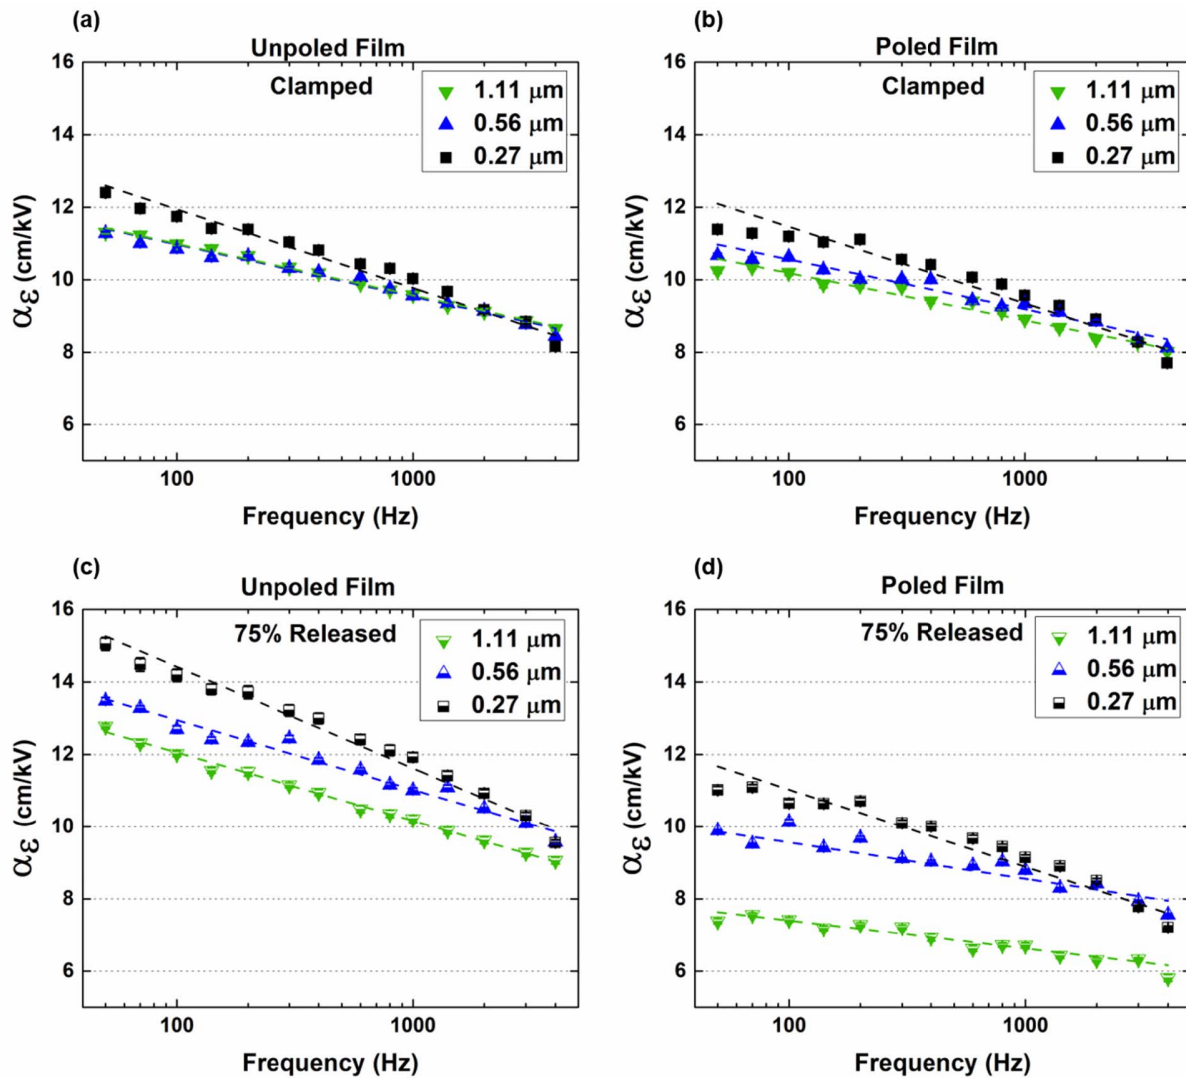 (a)
Unpoled Film
Clamped
1.11 μm
0.56 μm
0.27 μm
16
14
12
10
8
6
αε (cm/kV)
100
1000
Frequency (Hz)
(b)
Poled Film
Clamped
1.11 μm
0.56 μm
0.27 μm
16
14
12
10
8
6
αε (cm/kV)
100
1000
Frequency (Hz)
(c)
Unpoled Film
75% Released
1.11 μm
0.56 μm
0.27 μm
16
14
12
10
8
6
αε (cm/kV)
100
1000
Frequency (Hz)
(d)
Poled Film
75% Released
1.11 μm
0.56 μm
0.27 μm
16
14
12
10
8
6
αε (cm/kV)
100
1000
Frequency (Hz)